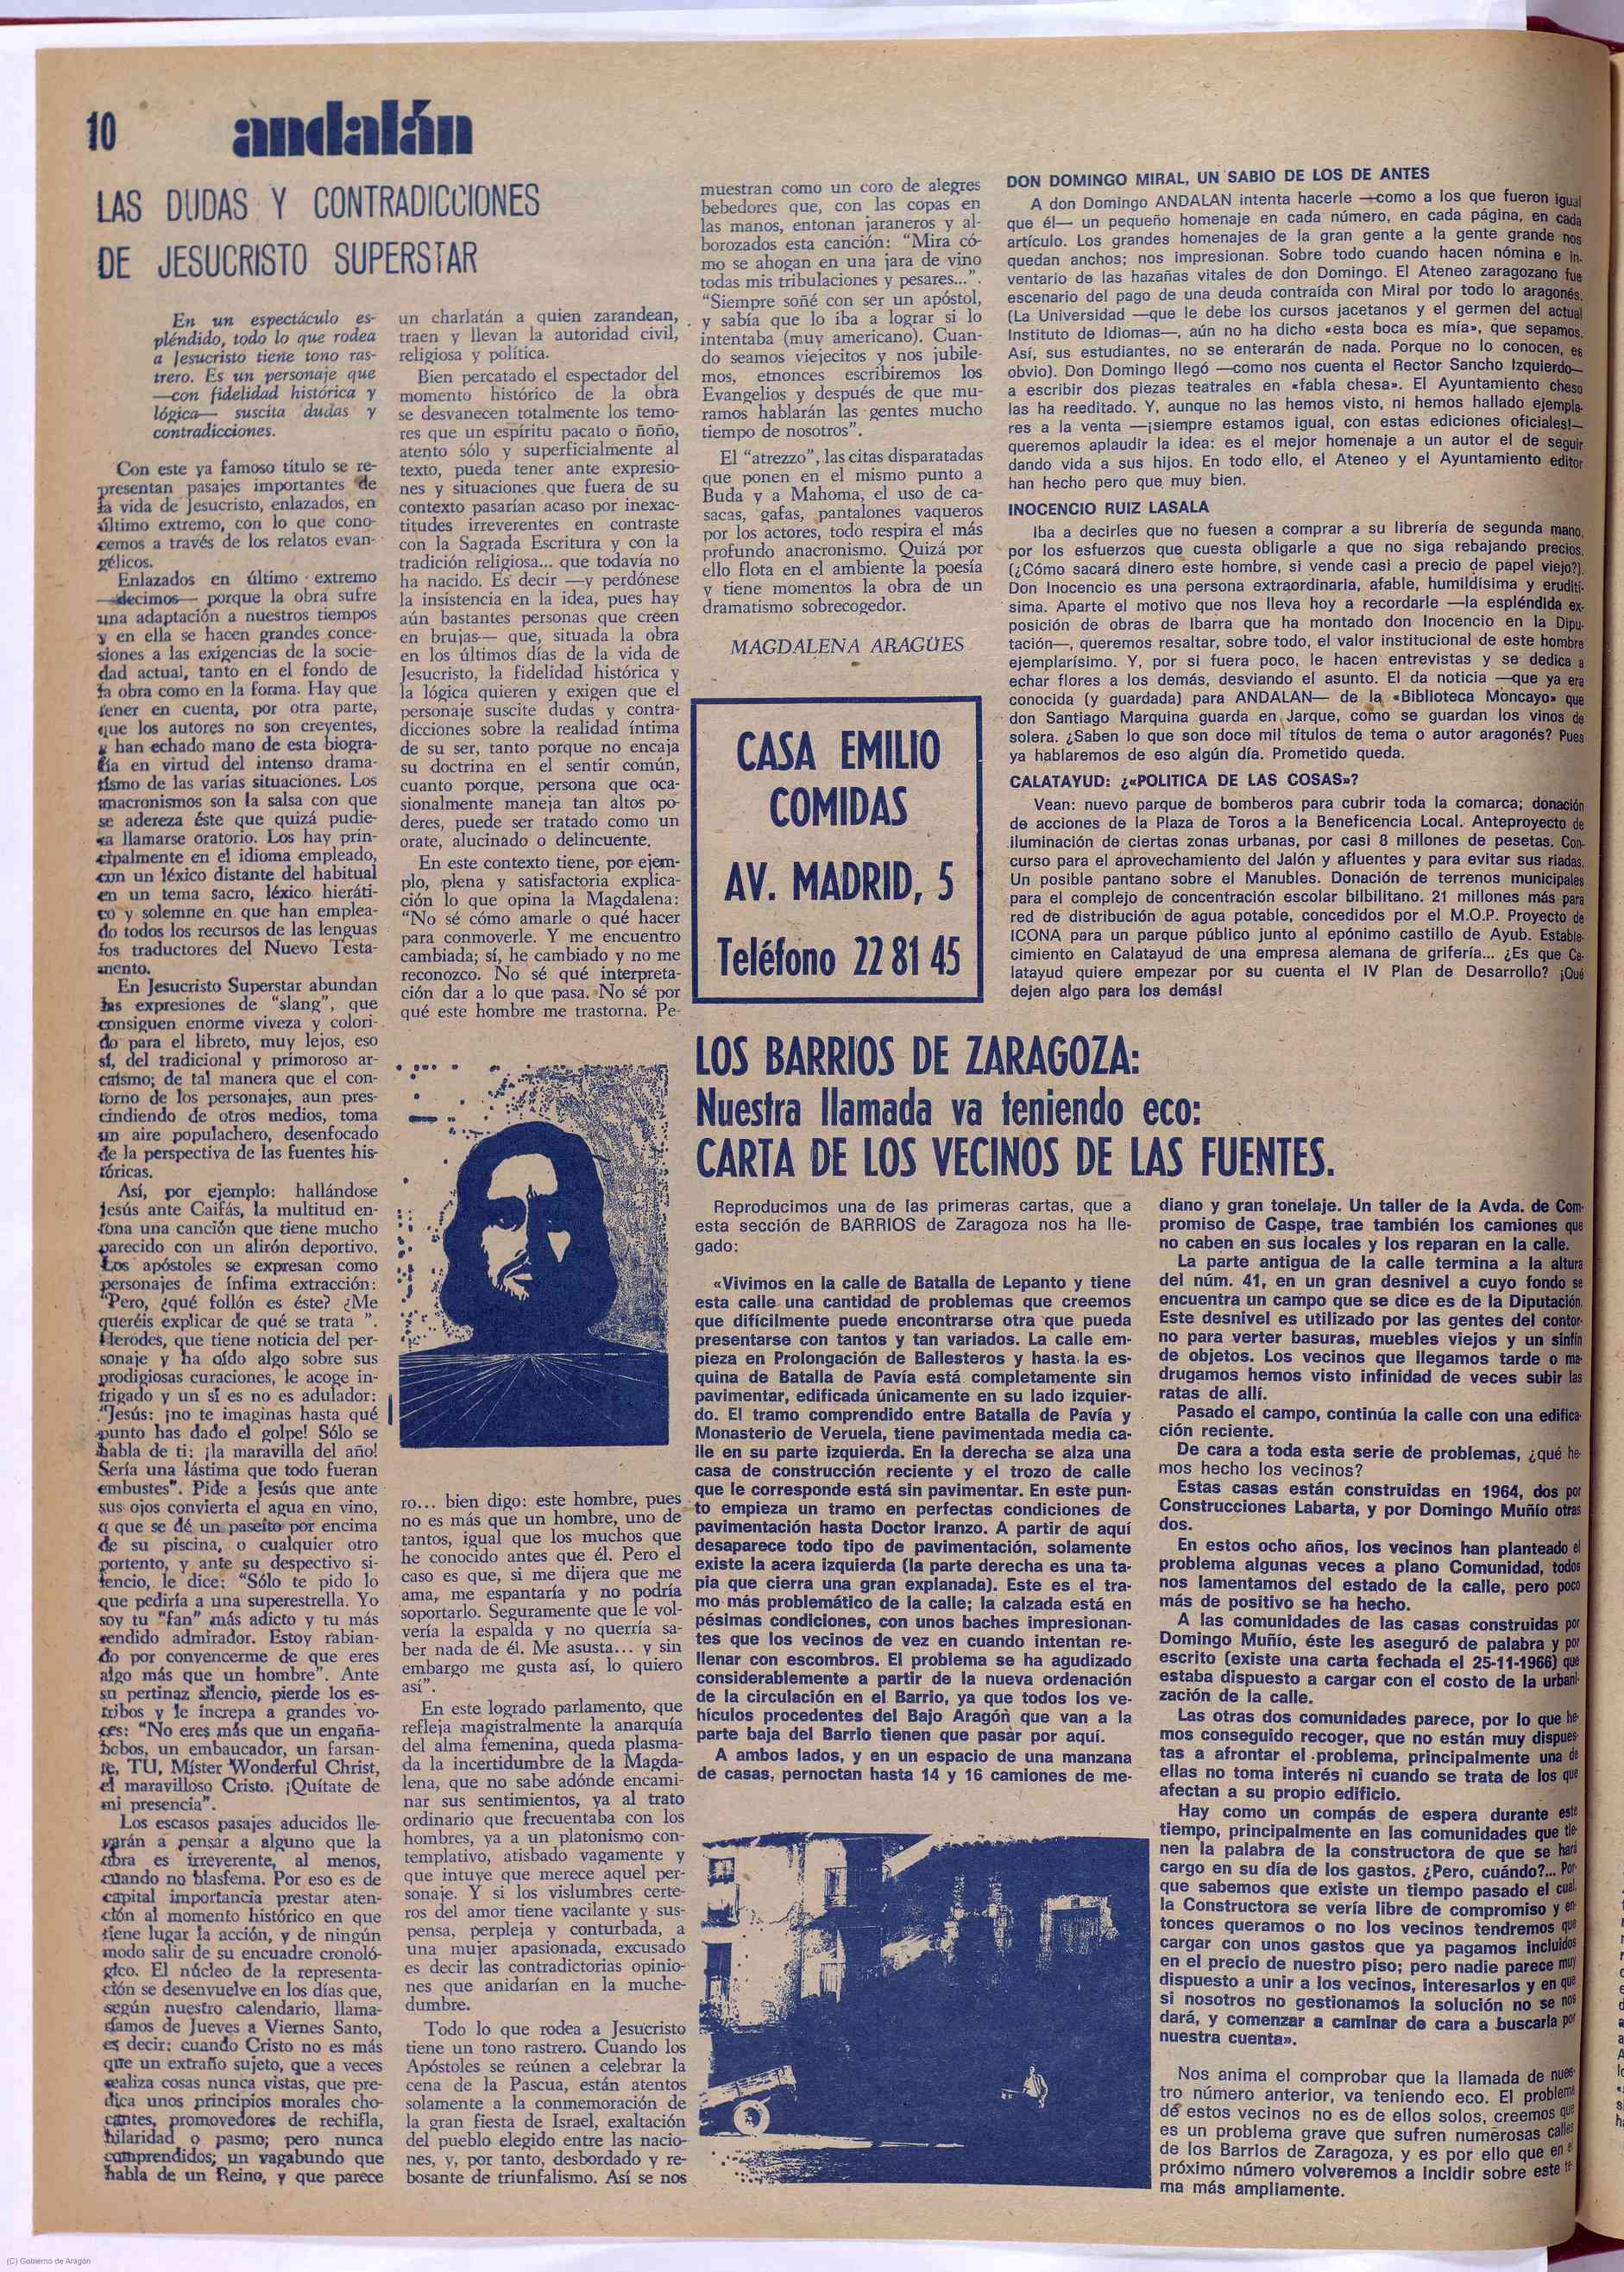 10
andalán
LAS DUDAS Y CONTRADICCIONES
DE JESUCRISTO SUPERSTAR
En un espectáculo es-
pléndido, todo lo que rodea
a Jesucristo tiene tono ras-
trero. Es un personaje que
—con fidelidad histórica y
lógica— suscita dudas y
contradicciones.
Con este ya famoso título se re-
presentan pasajes importantes de
la vida de Jesucristo, enlazados, en
último extremo, con lo que cono-
cemos a través de los relatos evan-
gélicos.
Enlazados en último extremo
—decimos— porque la obra sufre
una adaptación a nuestros tiempos
y en ella se hacen grandes conce-
siones a las exigencias de la socie-
dad actual, tanto en el fondo de
la obra como en la forma. Hay que
tener en cuenta, por otra parte,
que los autores no son creyentes,
y han echado mano de esta biogra-
fía en virtud del intenso drama-
tismo de las varias situaciones. Los
anacronismos son la salsa con que
se adereza éste que quizá pudie-
ra llamarse oratorio. Los hay prin-
cipalmente en el idioma empleado,
con un léxico distante del habitual
en un tema sacro, léxico hieráti-
co y solemne en que han emplea-
do todos los recursos de las lenguas
los traductores del Nuevo Testa-
mento.
En Jesucristo Superstar abundan
las expresiones de "slang", que
consiguen enorme viveza y colori-
do para el libreto, muy lejos, eso
sí, del tradicional y primoroso ar-
caísmo; de tal manera que el con-
torno de los personajes, aun pres-
cindiendo de otros medios, toma
un aire populachero, desenfocado
de la perspectiva de las fuentes his-
tóricas.
Así, por ejemplo: hallándose
Jesús ante Caifás, la multitud en-
tona una canción que tiene mucho
parecido con un alirón deportivo.
Los apóstoles se expresan como
personajes de ínfima extracción:
"Pero, ¿qué follón es éste? ¿Me
queréis explicar de qué se trata ".
Herodes, que tiene noticia del per-
sonaje y ha oído algo sobre sus
prodigiosas curaciones, le acoge in-
trigado y un sí es no es adulador:
"Jesús: ¡no te imaginas hasta qué
punto has dado el golpe! Sólo se
habla de ti: ¡la maravilla del año!
Sería una lástima que todo fueran
embustes". Pide a Jesús que ante
sus ojos convierta el agua en vino,
o que se dé un paseíto por encima
de su piscina, o cualquier otro
portento, y ante su despectivo si-
lencio, le dice: "Sólo te pido lo
que pediría a una superestrella. Yo
soy tu "fan" más adicto y tu más
rendido admirador. Estoy rabian-
do por convencerme de que eres
algo más que un hombre". Ante
su pertinaz silencio, pierde los es-
tribos y le increpa a grandes vo-
ces: "No eres más que un engaña-
bobos, un embaucador, un farsan-
te, TU, Míster Wonderful Christ,
el maravilloso Cristo. ¡Quítate de
mi presencia".
Los escasos pasajes aducidos lle-
varán a pensar a alguno que la
obra es irreverente, al menos,
cuando no blasfema. Por eso es de
capital importancia prestar aten-
ción al momento histórico en que
tiene lugar la acción, y de ningún
modo salir de su encuadre cronoló-
gico. El núcleo de la representa-
ción se desenvuelve en los días que,
según nuestro calendario, llama-
ríamos de Jueves a Viernes Santo,
es decir: cuando Cristo no es más
que un extraño sujeto, que a veces
realiza cosas nunca vistas, que pre-
dica unos principios morales cho-
cantes, promovedores de rechifla,
hilaridad o pasmo; pero nunca
comprendidos; un vagabundo que
habla de un Reino, y que parece
un charlatán a quien zarandean,
traen y llevan la autoridad civil,
religiosa y política.
Bien percatado el espectador del
momento histórico de la obra
se desvanecen totalmente los temo-
res que un espíritu pacato o ñoño,
atento sólo y superficialmente al
texto, pueda tener ante expresio-
nes y situaciones que fuera de su
contexto pasarían acaso por inexac-
titudes irreverentes en contraste
con la Sagrada Escritura y con la
tradición religiosa... que todavía no
ha nacido. Es decir —y perdónese
la insistencia en la idea, pues hay
aún bastantes personas que creen
en brujas— que, situada la obra
en los últimos días de la vida de
Jesucristo, la fidelidad histórica y
la lógica quieren y exigen que el
personaje suscite dudas y contra-
dicciones sobre la realidad íntima
de su ser, tanto porque no encaja
su doctrina en el sentir común,
cuanto porque, persona que oca-
sionalmente maneja tan altos po-
deres, puede ser tratado como un
orate, alucinado o delincuente.
En este contexto tiene, por ejem-
plo, plena y satisfactoria explica-
ción lo que opina la Magdalena:
"No sé cómo amarle o qué hacer
para conmoverle. Y me encuentro
cambiada; sí, he cambiado y no me
reconozco. No sé qué interpreta-
ción dar a lo que pasa. No sé por
qué este hombre me trastorna. Pe-
ro... bien digo: este hombre, pues
no es más que un hombre, uno de
tantos, igual que los muchos que
he conocido antes que él. Pero el
caso es que, si me dijera que me
ama, me espantaría y no podría
soportarlo. Seguramente que le vol-
vería la espalda y no querría sa-
ber nada de él. Me asusta... y sin
embargo me gusta así, lo quiero
así".
En este logrado parlamento, que
refleja magistralmente la anarquía
del alma femenina, queda plasma-
da la incertidumbre de la Magda-
lena, que no sabe adónde encami-
nar sus sentimientos, ya al trato
ordinario que frecuentaba con los
hombres, ya a un platonismo con-
templativo, atisbado vagamente y
que intuye que merece aquel per-
sonaje. Y si los vislumbres certe-
ros del amor tiene vacilante y sus-
pensa, perpleja y conturbada, a
una mujer apasionada, excusado
es decir las contradictorias opinio-
nes que anidarían en la muche-
dumbre.
Todo lo que rodea a Jesucristo
tiene un tono rastrero. Cuando los
Apóstoles se reúnen a celebrar la
cena de la Pascua, están atentos
solamente a la conmemoración de
la gran fiesta de Israel, exaltación
del pueblo elegido entre las nacio-
nes, y, por tanto, desbordado y re-
bosante de triunfalismo. Así se nos
muestran como un coro de alegres
bebedores que, con las copas en
las manos, entonan jaraneros y al-
borozados esta canción: "Mira có-
mo se ahogan en una jara de vino
todas mis tribulaciones y pesares...".
"Siempre soñé con ser un apóstol,
y sabía que lo iba a lograr si lo
intentaba (muy americano). Cuan-
do seamos viejecitos y nos jubile-
mos, etnonces escribiremos los
Evangelios y después de que mu-
ramos hablarán las gentes mucho
tiempo de nosotros".
El "atrezzo", las citas disparatadas
que ponen en el mismo punto a
Buda y a Mahoma, el uso de ca-
sacas, gafas, pantalones vaqueros
por los actores, todo respira el más
profundo anacronismo. Quizá por
ello flota en el ambiente la poesía
y tiene momentos la obra de un
dramatismo sobrecogedor.
MAGDALENA ARAGÜES
CASA EMILIO
COMIDAS
AV. MADRID, 5
Teléfono 22 81 45
DON DOMINGO MIRAL, UN SABIO DE LOS DE ANTES
A don Domingo ANDALAN intenta hacerle —como a los que fueron igual
que él— un pequeño homenaje en cada número, en cada página, en cada
artículo. Los grandes homenajes de la gran gente a la gente grande nos
quedan anchos; nos impresionan. Sobre todo cuando hacen nómina e in-
ventario de las hazañas vitales de don Domingo. El Ateneo zaragozano fue
escenario del pago de una deuda contraída con Miral por todo lo aragonés.
(La Universidad —que le debe los cursos jacetanos y el germen del actual
Instituto de Idiomas—, aún no ha dicho «esta boca es mía», que sepamos.
Así, sus estudiantes, no se enterarán de nada. Porque no lo conocen, es
obvio). Don Domingo llegó —como nos cuenta el Rector Sancho Izquierdo—
a escribir dos piezas teatrales en «fabla chesa». El Ayuntamiento cheso
las ha reeditado. Y, aunque no las hemos visto, ni hemos hallado ejempla-
res a la venta —¡siempre estamos igual, con estas ediciones oficiales!—
queremos aplaudir la idea: es el mejor homenaje a un autor el de seguir
dando vida a sus hijos. En todo ello, el Ateneo y el Ayuntamiento editor
han hecho pero que muy bien.
INOCENCIO RUIZ LASALA
Iba a decirles que no fuesen a comprar a su librería de segunda mano,
por los esfuerzos que cuesta obligarle a que no siga rebajando precios.
(¿Cómo sacará dinero este hombre, si vende casi a precio de papel viejo?).
Don Inocencio es una persona extraordinaria, afable, humildísima y erudití-
sima. Aparte el motivo que nos lleva hoy a recordarle —la espléndida ex-
posición de obras de Ibarra que ha montado don Inocencio en la Dipu-
tación—, queremos resaltar, sobre todo, el valor institucional de este hombre
ejemplarísimo. Y, por si fuera poco, le hacen entrevistas y se dedica a
echar flores a los demás, desviando el asunto. El da noticia —que ya era
conocida (y guardada) para ANDALAN— de la «Biblioteca Moncayo» que
don Santiago Marquina guarda en Jarque, como se guardan los vinos de
solera. ¿Saben lo que son doce mil títulos de tema o autor aragonés? Pues
ya hablaremos de eso algún día. Prometido queda.
CALATAYUD: ¿«POLITICA DE LAS COSAS»?
Vean: nuevo parque de bomberos para cubrir toda la comarca; donación
de acciones de la Plaza de Toros a la Beneficencia Local. Anteproyecto de
iluminación de ciertas zonas urbanas, por casi 8 millones de pesetas. Con-
curso para el aprovechamiento del Jalón y afluentes y para evitar sus riadas.
Un posible pantano sobre el Manubles. Donación de terrenos municipales
para el complejo de concentración escolar bilbilitano. 21 millones más para
red de distribución de agua potable, concedidos por el M.O.P. Proyecto de
ICONA para un parque público junto al epónimo castillo de Ayub. Estable-
cimiento en Calatayud de una empresa alemana de grifería... ¿Es que Ca-
latayud quiere empezar por su cuenta el IV Plan de Desarrollo? ¡Qué
dejen algo para los demás!
LOS BARRIOS DE ZARAGOZA:
Nuestra llamada va teniendo eco:
CARTA DE LOS VECINOS DE LAS FUENTES.
Reproducimos una de las primeras cartas, que a
esta sección de BARRIOS de Zaragoza nos ha lle-
gado:
«Vivimos en la calle de Batalla de Lepanto y tiene
esta calle una cantidad de problemas que creemos
que difícilmente puede encontrarse otra que pueda
presentarse con tantos y tan variados. La calle em-
pieza en Prolongación de Ballesteros y hasta la es-
quina de Batalla de Pavía está completamente sin
pavimentar, edificada únicamente en su lado izquier-
do. El tramo comprendido entre Batalla de Pavía y
Monasterio de Veruela, tiene pavimentada media ca-
lle en su parte izquierda. En la derecha se alza una
casa de construcción reciente y el trozo de calle
que le corresponde está sin pavimentar. En este pun-
to empieza un tramo en perfectas condiciones de
pavimentación hasta Doctor Iranzo. A partir de aquí
desaparece todo tipo de pavimentación, solamente
existe la acera izquierda (la parte derecha es una ta-
pia que cierra una gran explanada). Este es el tra-
mo más problemático de la calle; la calzada está en
pésimas condiciones, con unos baches impresionan-
tes que los vecinos de vez en cuando intentan re-
llenar con escombros. El problema se ha agudizado
considerablemente a partir de la nueva ordenación
de la circulación en el Barrio, ya que todos los ve-
hículos procedentes del Bajo Aragón que van a la
parte baja del Barrio tienen que pasar por aquí.
A ambos lados, y en un espacio de una manzana
de casas, pernoctan hasta 14 y 16 camiones de me-
diano y gran tonelaje. Un taller de la Avda. de Com-
promiso de Caspe, trae también los camiones que
no caben en sus locales y los reparan en la calle.
La parte antigua de la calle termina a la altura
del núm. 41, en un gran desnivel a cuyo fondo se
encuentra un campo que se dice es de la Diputación.
Este desnivel es utilizado por las gentes del contor-
no para verter basuras, muebles viejos y un sinfín
de objetos. Los vecinos que llegamos tarde o ma-
drugamos hemos visto infinidad de veces subir las
ratas de allí.
Pasado el campo, continúa la calle con una edifica-
ción reciente.
De cara a toda esta serie de problemas, ¿qué he-
mos hecho los vecinos?
Estas casas están construidas en 1964, dos por
Construcciones Labarta, y por Domingo Muñío otras
dos.
En estos ocho años, los vecinos han planteado el
problema algunas veces a plano Comunidad, todos
nos lamentamos del estado de la calle, pero poco
más de positivo se ha hecho.
A las comunidades de las casas construidas por
Domingo Muñío, éste les aseguró de palabra y por
escrito (existe una carta fechada el 25-11-1966) que
estaba dispuesto a cargar con el costo de la urbani-
zación de la calle.
Las otras dos comunidades parece, por lo que he-
mos conseguido recoger, que no están muy dispues-
tas a afrontar el problema, principalmente una de
ellas no toma interés ni cuando se trata de los que
afectan a su propio edificio.
Hay como un compás de espera durante este
tiempo, principalmente en las comunidades que tie-
nen la palabra de la constructora de que se hará
cargo en su día de los gastos. ¿Pero, cuándo?... Por-
que sabemos que existe un tiempo pasado el cual,
la Constructora se vería libre de compromiso y en-
tonces queramos o no los vecinos tendremos que
cargar con unos gastos que ya pagamos incluidos
en el precio de nuestro piso; pero nadie parece muy
dispuesto a unir a los vecinos, interesarlos y en que
si nosotros no gestionamos la solución no se nos
dará, y comenzar a caminar de cara a buscarla por
nuestra cuenta».
Nos anima el comprobar que la llamada de nues-
tro número anterior, va teniendo eco. El problema
de estos vecinos no es de ellos solos, creemos que
es un problema grave que sufren numerosas calles
de los Barrios de Zaragoza, y es por ello que en el
próximo número volveremos a incidir sobre este te-
ma más ampliamente.
(C) Gobierno de Aragón